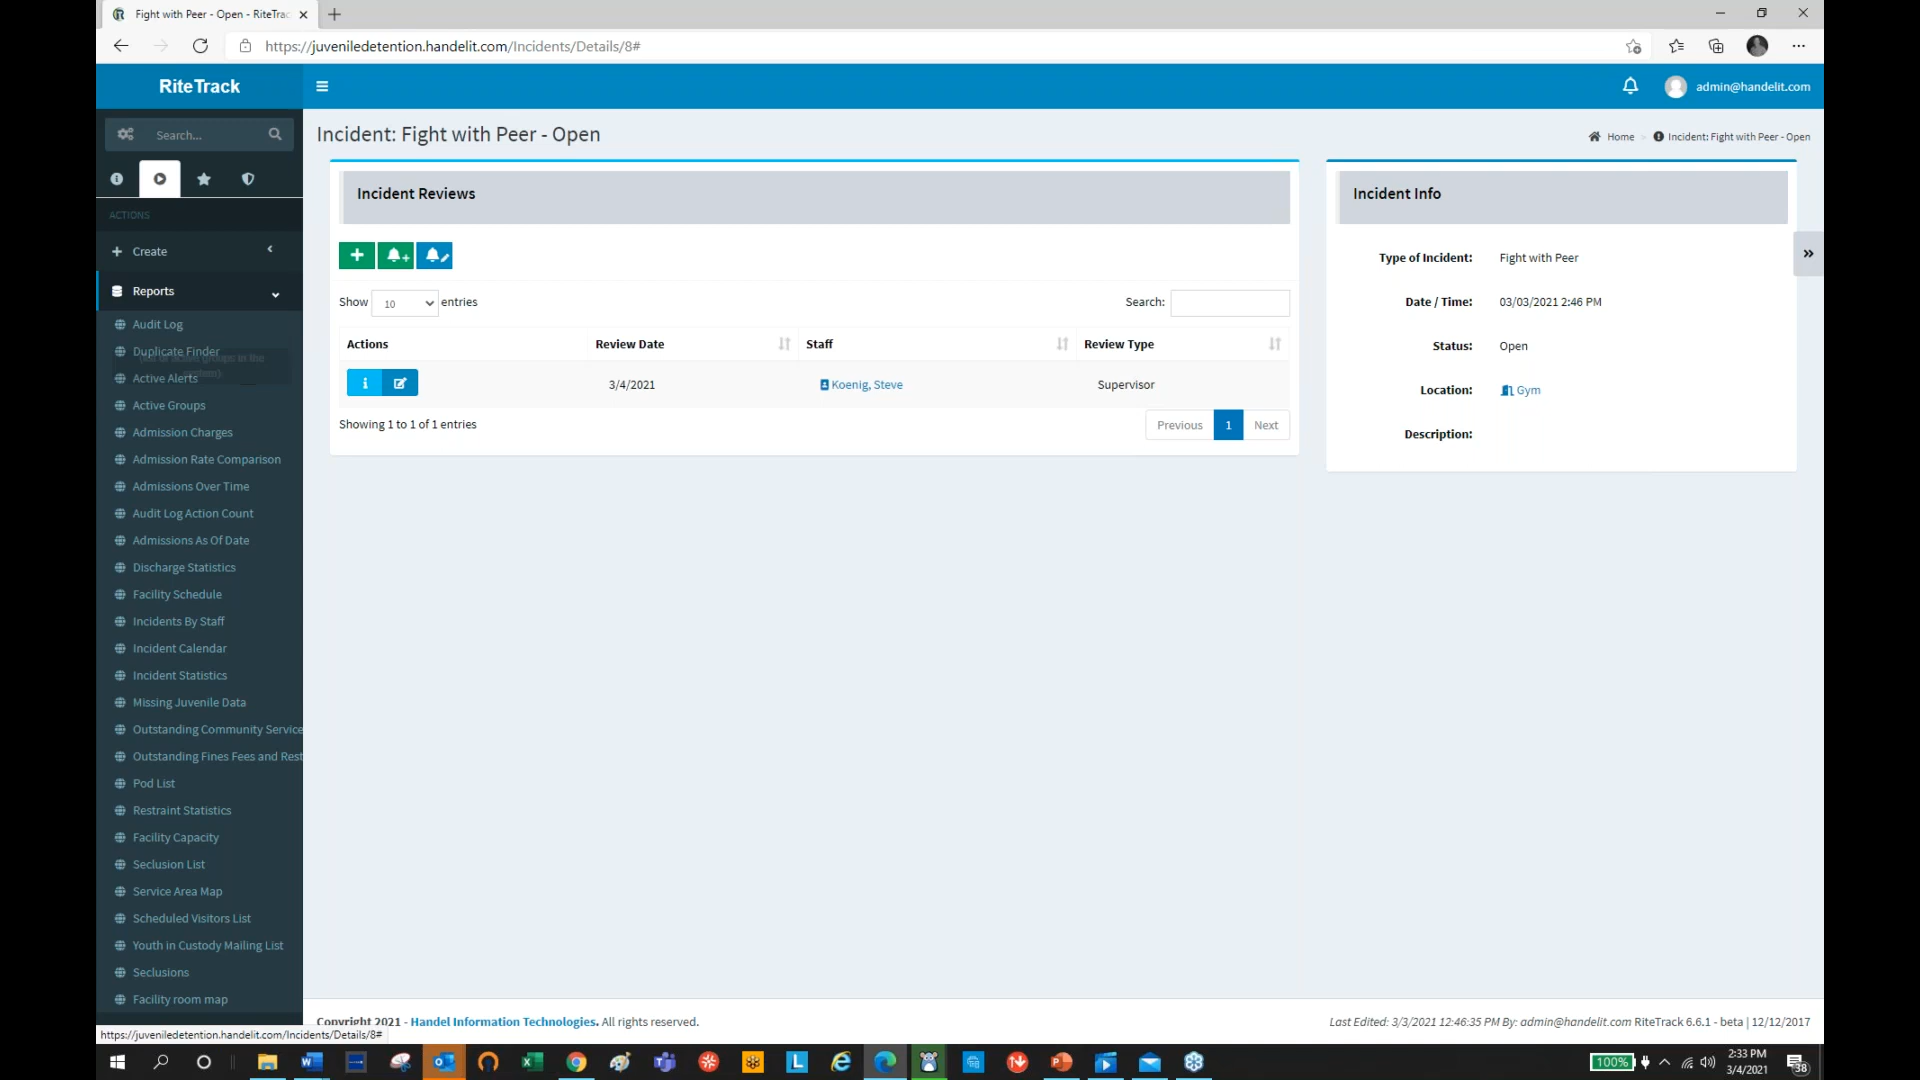 Fight with Peer - Open - RiteTrac
https://juveniledetention.handelit.com/Incidents/Details/8#
RiteTrack
admin@handelit.com
Search...
Incident: Fight with Peer - Open
Home
Incident: Fight with Peer - Open
ACTIONS
Create
Reports
Audit Log
Duplicate Finder
Active Alerts
Active Groups
Admission Charges
Admission Rate Comparison
Admissions Over Time
Audit Log Action Count
Admissions As Of Date
Discharge Statistics
Facility Schedule
Incidents By Staff
Incident Calendar
Incident Statistics
Missing Juvenile Data
Outstanding Community Service
Outstanding Fines Fees and Rest
Pod List
Restraint Statistics
Facility Capacity
Seclusion List
Service Area Map
Scheduled Visitors List
Youth in Custody Mailing List
Seclusions
Facility room map
Incident Reviews
Show 10 entries
Search:
Actions Review Date Staff Review Type
3/4/2021 Koenig, Steve Supervisor
Showing 1 to 1 of 1 entries
Previous 1 Next
Incident Info
Type of Incident: Fight with Peer
Date / Time: 03/03/2021 2:46 PM
Status: Open
Location: Gym
Description:
Copyright 2021 - Handel Information Technologies. All rights reserved.
Last Edited: 3/3/2021 12:46:35 PM By: admin@handelit.com RiteTrack 6.6.1 - beta | 12/12/2017
https://juveniledetention.handelit.com/Incidents/Details/8#
100%
2:33 PM
3/4/2021
38